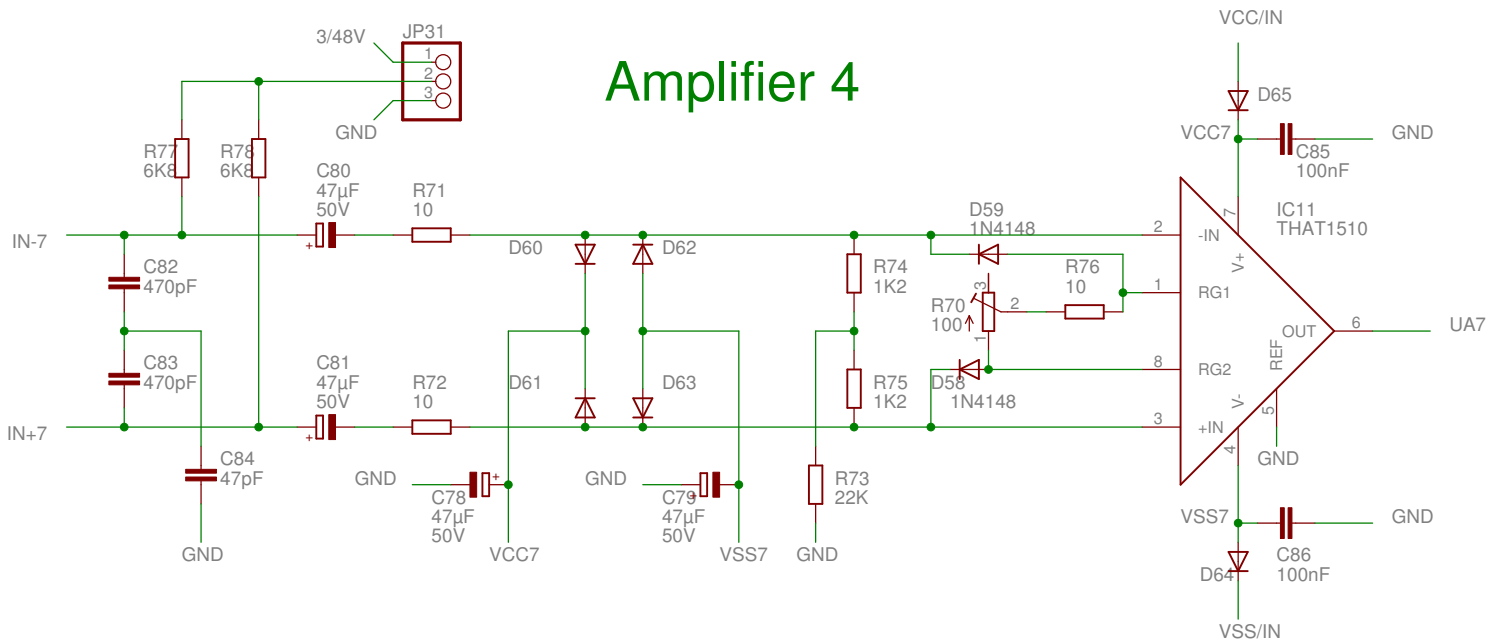 VCC/IN
3/48V
JP31
1
2
3
Amplifier 4
D65
GND
VCC7
GND
C85
100nF
R77
6K8
R78
6K8
C80
47µF
50V
+
R71
10
D59
1N4148
IC11
THAT1510
7
V+
IN-7
2
-IN
D60
D62
C82
470pF
R74
1K2
R76
10
3
R70
100
2
1
1
RG1
OUT
6
UA7
REF
C83
470pF
C81
47µF
50V
+
R72
10
D61
D63
R75
1K2
D58
1N4148
8
RG2
V-
5
IN+7
3
+IN
4
GND
C84
47pF
GND
C78
47µF
50V
+
GND
C79
47µF
50V
+
R73
22K
VSS7
GND
C86
100nF
GND
VCC7
VSS7
GND
D64
VSS/IN